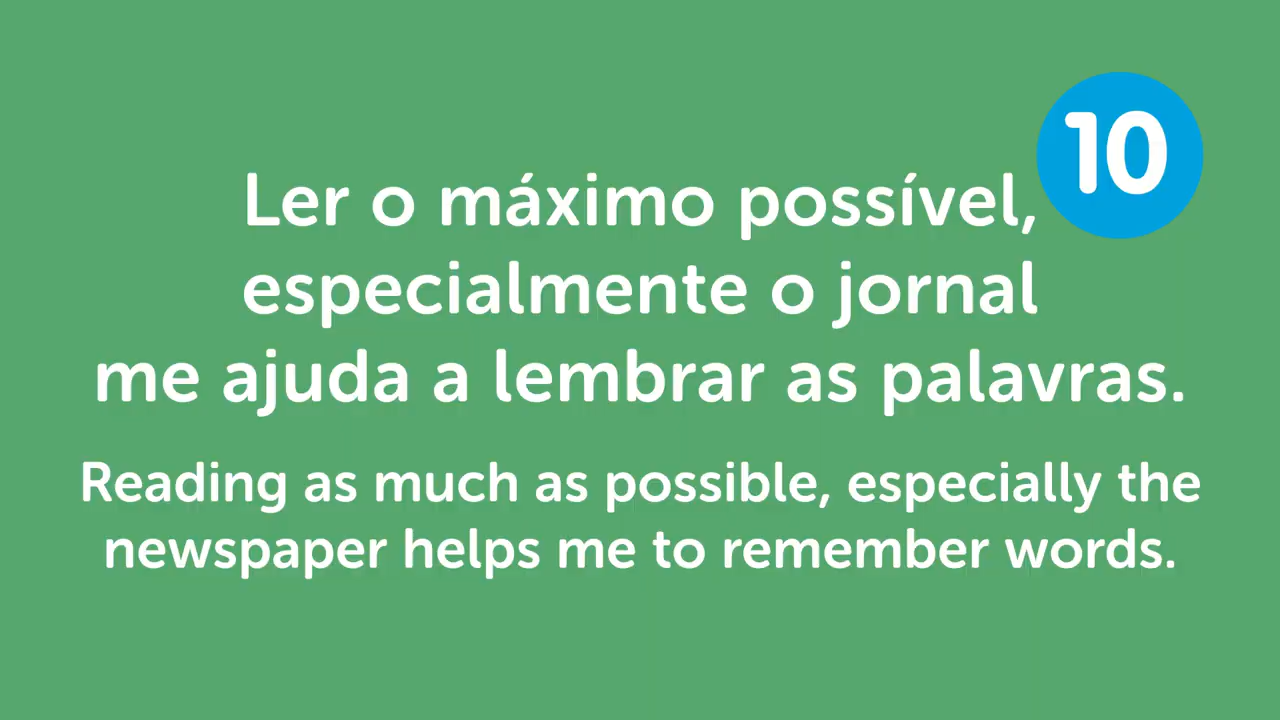 10
Ler o máximo possível,
especialmente o jornal
me ajuda a lembrar as palavras.
Reading as much as possible, especially the
newspaper helps me to remember words.